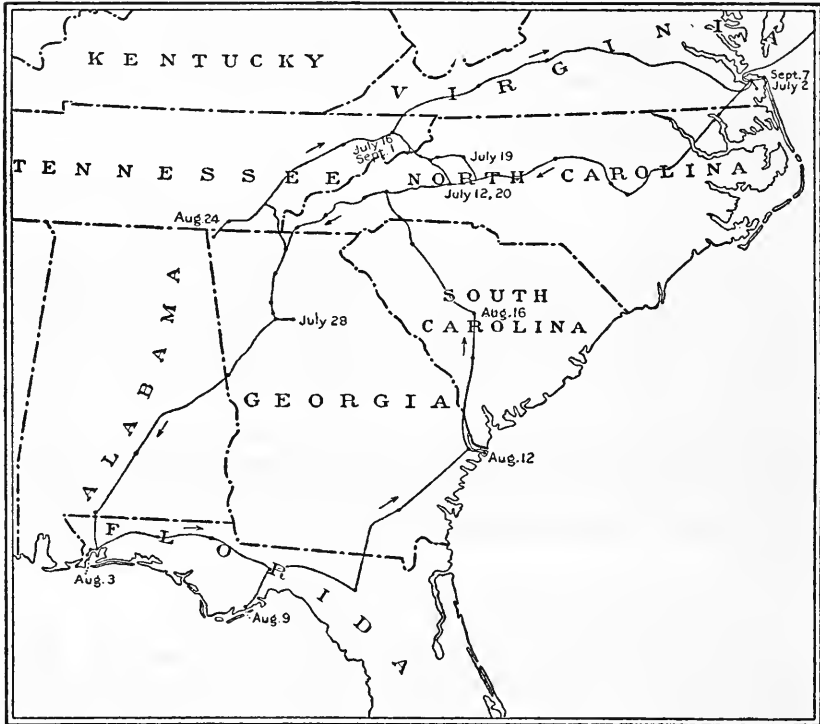 KENTUCKY
VIRGINIA
Sept. 7
July 2
July 16
Sept. 1
July 19
TENNESSEE
NORTH CAROLINA
July 12, 20
Aug. 24
SOUTH
Aug. 16
CAROLINA
July 28
ALABAMA
GEORGIA
Aug. 12
FLORIDA
Aug. 3
Aug. 9